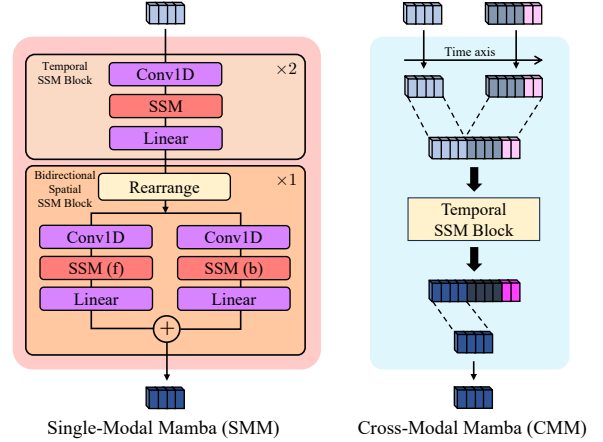 Temporal
SSM Block
×2
Conv1D
SSM
Linear
Bidirectional
Spatial
SSM Block
×1
Rearrange
Conv1D
Conv1D
SSM (f)
SSM (b)
Linear
Linear
+
Single-Modal Mamba (SMM)
Time axis
Temporal
SSM Block
Cross-Modal Mamba (CMM)